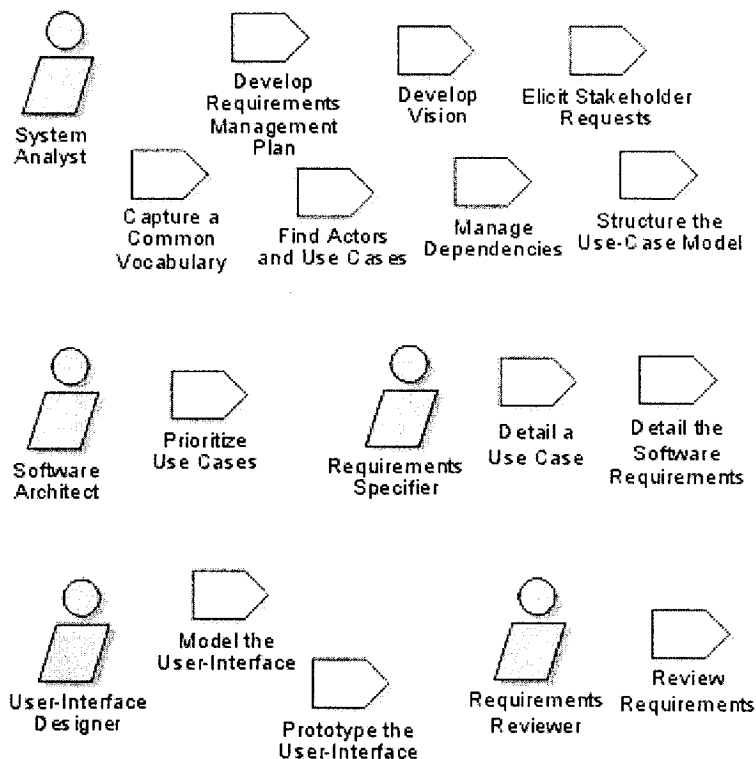 System
Analyst
Develop
Requirements
Management
Plan
Develop
Vision
Elicit Stakeholder
Requests
Capture a
Common
Vocabulary
Find Actors
and Use Cases
Manage
Dependencies
Structure the
Use-Case Model
Software
Architect
Prioritize
Use Cases
Requirements
Specifier
Detail a
Use Case
Detail the
Software
Requirements
User-Interface
Designer
Model the
User-Interface
Prototype the
User-Interface
Requirements
Reviewer
Review
Requirements